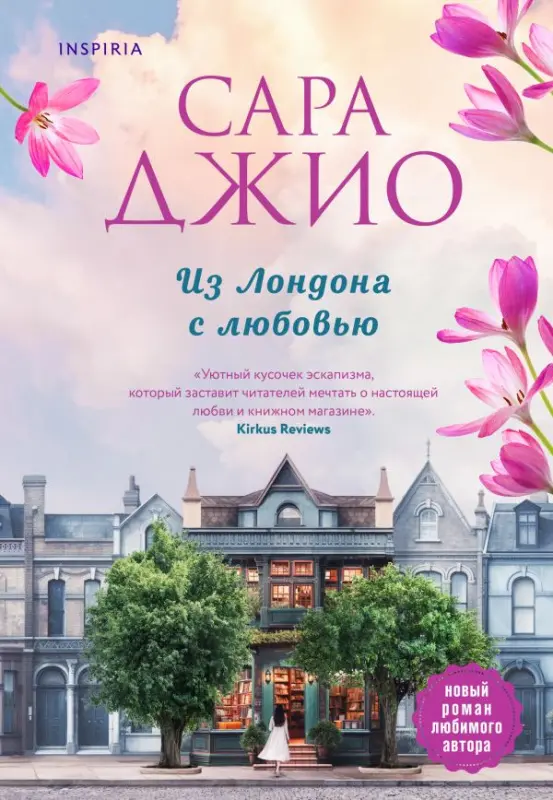 INSPIRIA
САРА
ДЖИО
Из Лондона
с любовью
«Уютный кусочек эскапизма,
который заставит читателей мечтать о настоящей
любви и книжном магазине».
Kirkus Reviews
новый
роман
любимого
автора